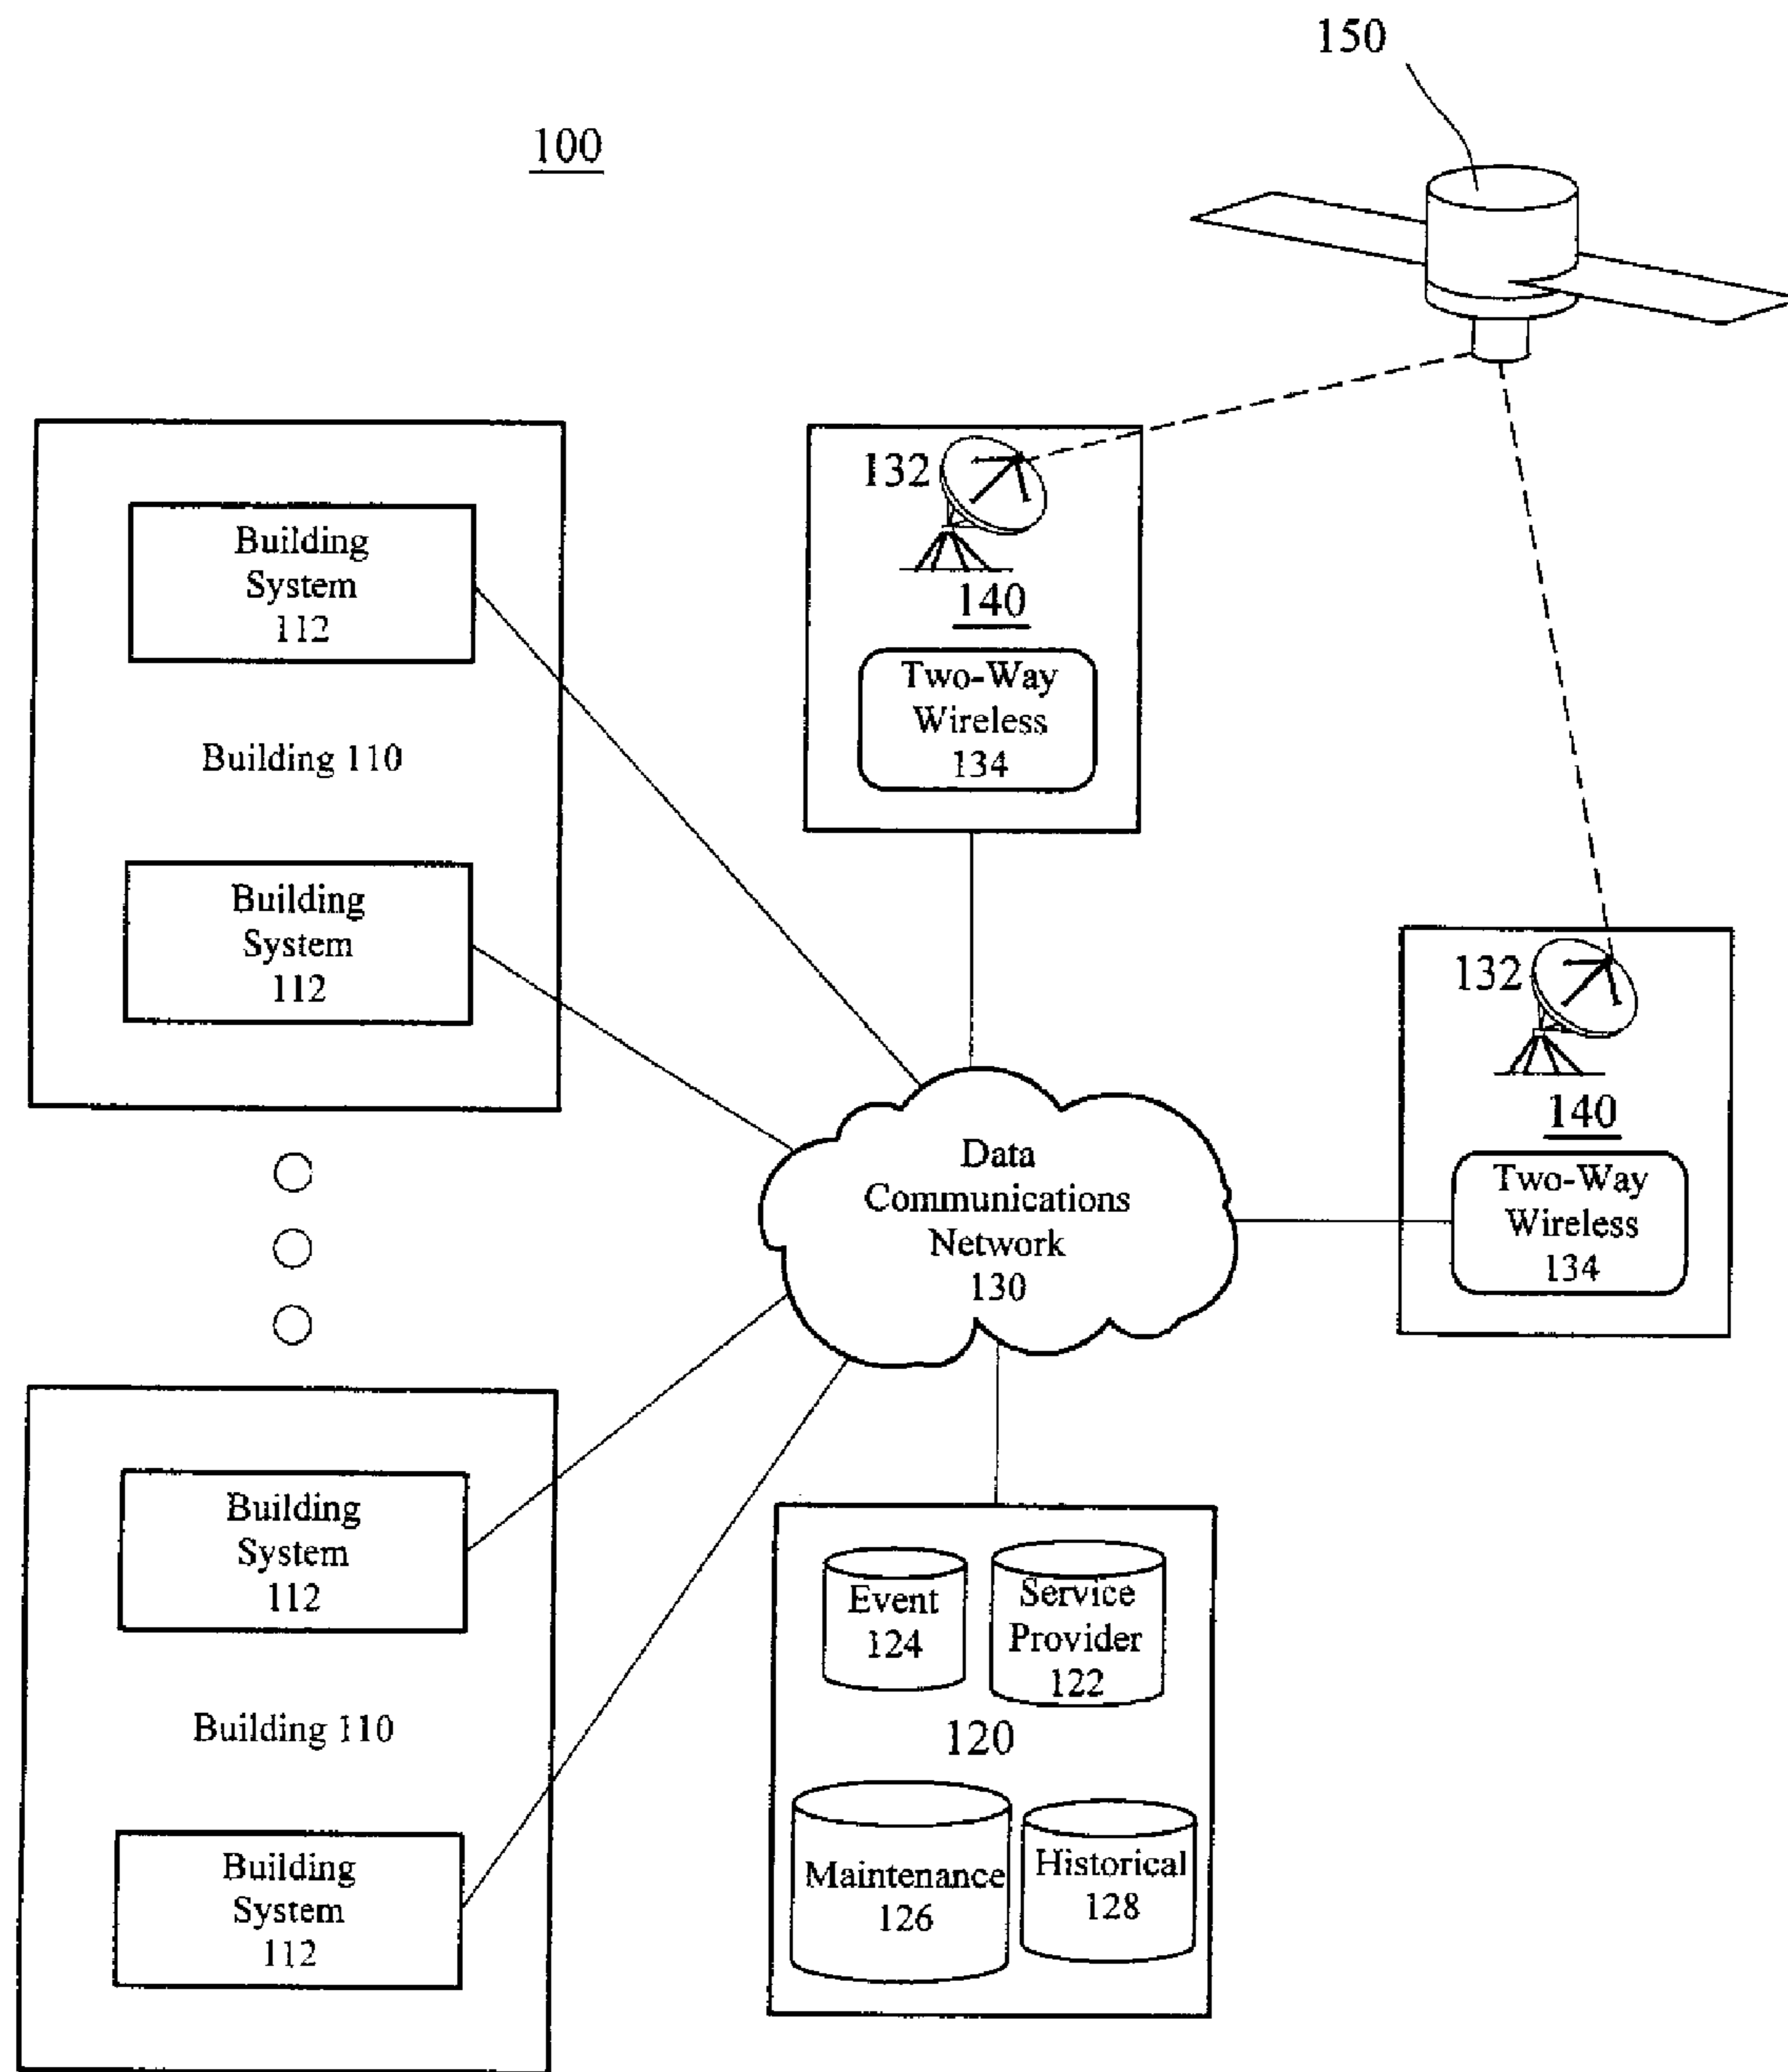 150
100
Building
System
112
Building 110
Building
System
112
132
140
Two-Way
Wireless
134
132
140
Two-Way
Wireless
134
Data
Communications
Network
130
Building
System
112
Building 110
Building
System
112
Event
124
Service
Provider
122
120
Maintenance
126
Historical
128